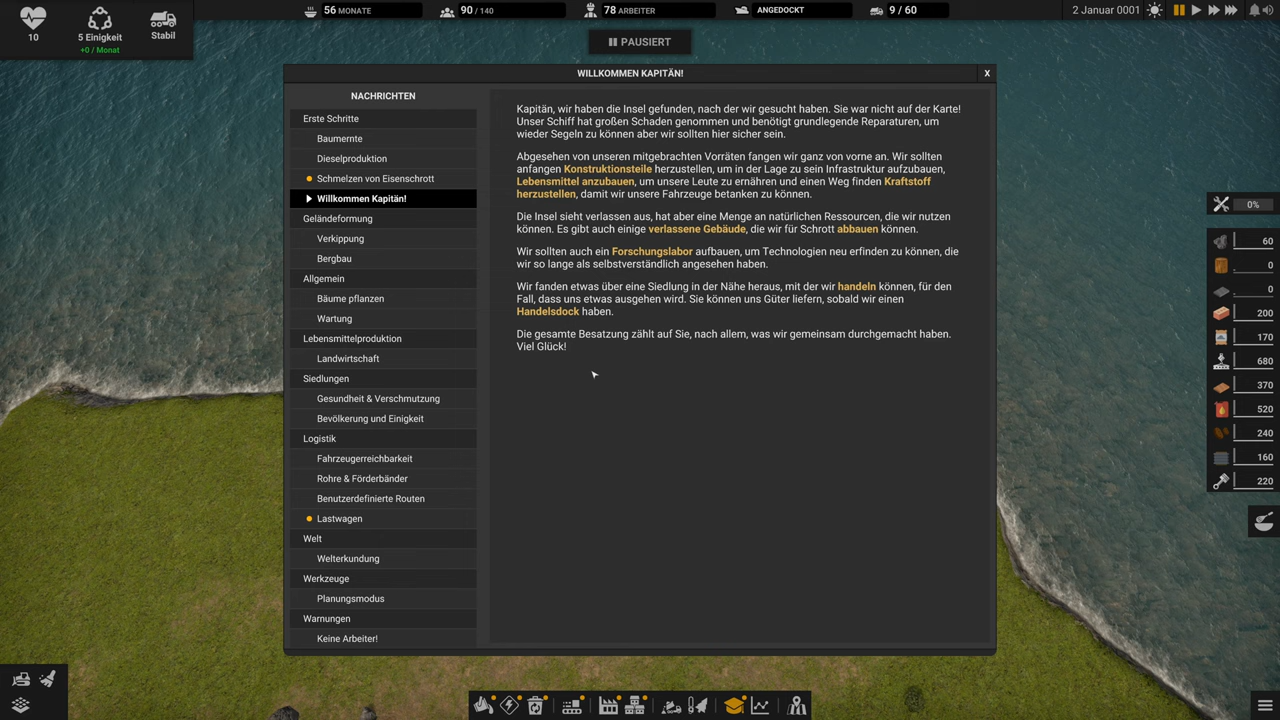 56 MONATE
90 / 140
78 ARBEITER
ANGEDOCKT
9 / 60
2 Januar 0001
10
5 Einigkeit
+0 / Monat
Stabil
PAUSIERT
WILLKOMMEN KAPITÄN!
X
NACHRICHTEN
Erste Schritte
Baumernte
Dieselproduktion
Schmelzen von Eisenschrott
Willkommen Kapitän!
Geländeformung
Verkippung
Bergbau
Allgemein
Bäume pflanzen
Wartung
Lebensmittelproduktion
Landwirtschaft
Siedlungen
Gesundheit & Verschmutzung
Bevölkerung und Einigkeit
Logistik
Fahrzeugerreichbarkeit
Rohre & Förderbänder
Benutzerdefinierte Routen
Lastwagen
Welt
Welterkundung
Werkzeuge
Planungsmodus
Warnungen
Keine Arbeiter!
Kapitän, wir haben die Insel gefunden, nach der wir gesucht haben. Sie war nicht auf der Karte!
Unser Schiff hat großen Schaden genommen und benötigt grundlegende Reparaturen, um
wieder Segeln zu können aber wir sollten hier sicher sein.
Abgesehen von unseren mitgebrachten Vorräten fangen wir ganz von vorne an. Wir sollten
anfangen Konstruktionsteile herzustellen, um in der Lage zu sein Infrastruktur aufzubauen,
Lebensmittel anzubauen, um unsere Leute zu ernähren und einen Weg finden Kraftstoff
herzustellen, damit wir unsere Fahrzeuge betanken zu können.
Die Insel sieht verlassen aus, hat aber eine Menge an natürlichen Ressourcen, die wir nutzen
können. Es gibt auch einige verlassene Gebäude, die wir für Schrott abbauen können.
Wir sollten auch ein Forschungslabor aufbauen, um Technologien neu erfinden zu können, die
wir so lange als selbstverständlich angesehen haben.
Wir fanden etwas über eine Siedlung in der Nähe heraus, mit der wir handeln können, für den
Fall, dass uns etwas ausgehen wird. Sie können uns Güter liefern, sobald wir einen
Handelsdock haben.
Die gesamte Besatzung zählt auf Sie, nach allem, was wir gemeinsam durchgemacht haben.
Viel Glück!
0%
60
0
0
200
170
680
370
520
240
160
220